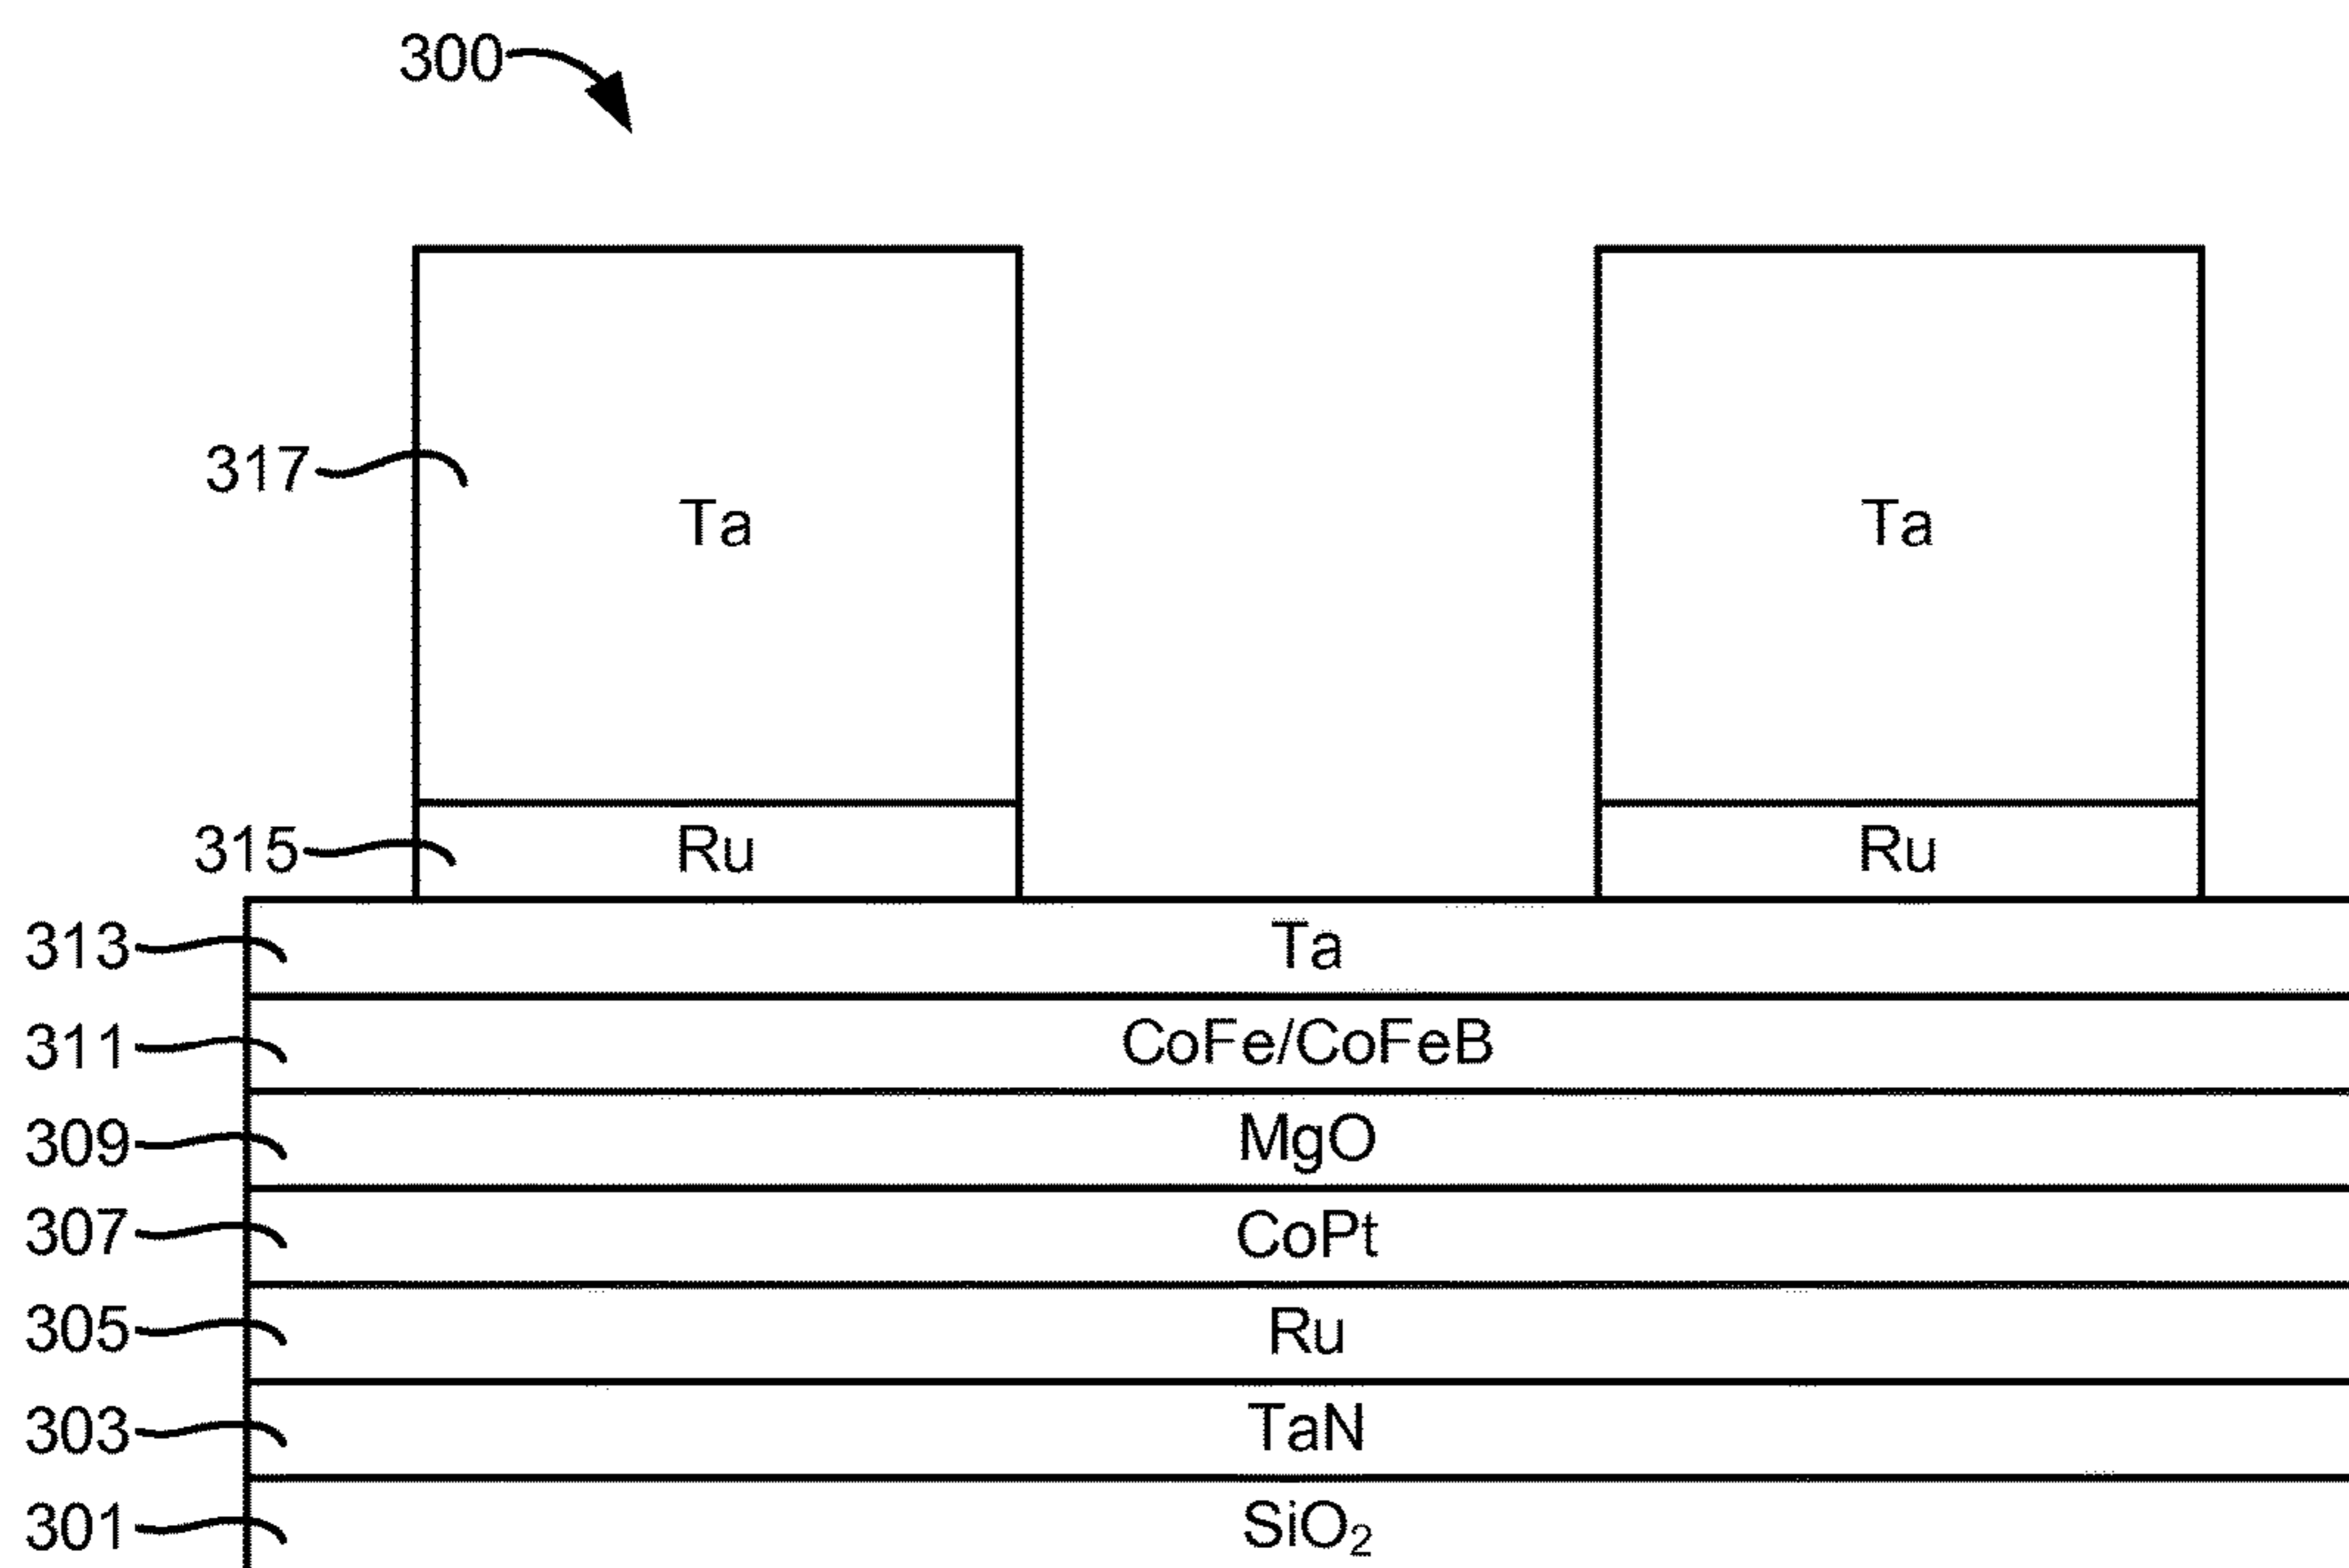 300
317 Ta Ta
315 Ru Ru
313 Ta
311 CoFe/CoFeB
309 MgO
307 CoPt
305 Ru
303 TaN
301 SiO₂